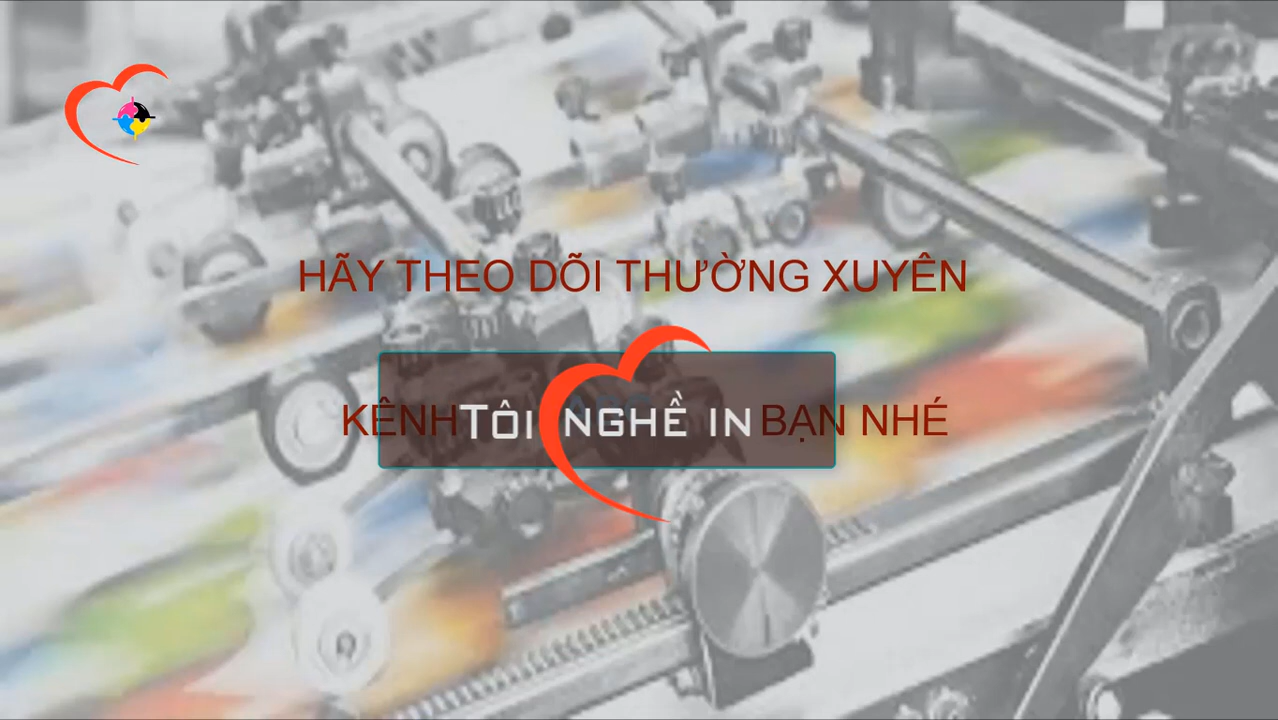 HÃY THEO DÕI THƯỜNG XUYÊN
KÊNH TÔI NGHỀ IN BẠN NHÉ